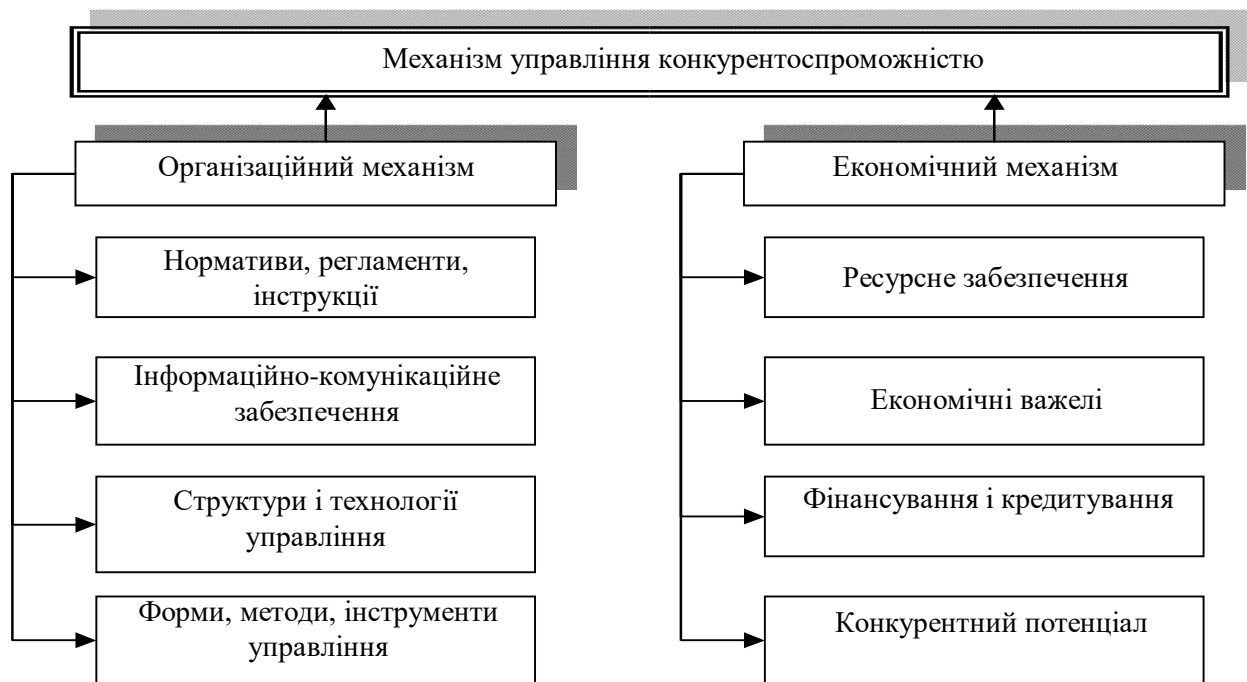 Механізм управління конкурентоспроможністю
Організаційний механізм
Нормативи, регламенти,
інструкції
Інформаційно-комунікаційне
забезпечення
Структури і технології
управління
Форми, методи, інструменти
управління
Економічний механізм
Ресурсне забезпечення
Економічні важелі
Фінансування і кредитування
Конкурентний потенціал